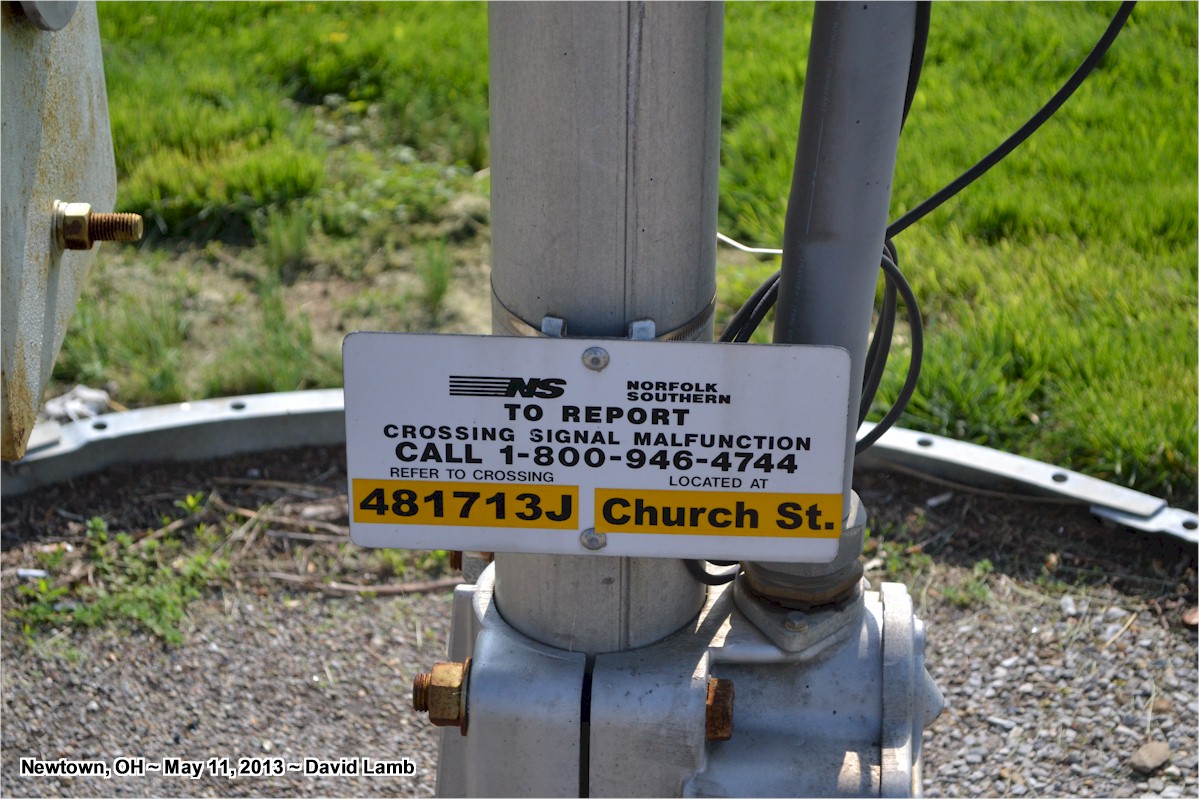 NS NORFOLK
SOUTHERN
TO REPORT
CROSSING SIGNAL MALFUNCTION
CALL 1-800-946-4744
REFER TO CROSSING LOCATED AT
481713J Church St.
Newtown, OH ~ May 11, 2013 ~ David Lamb